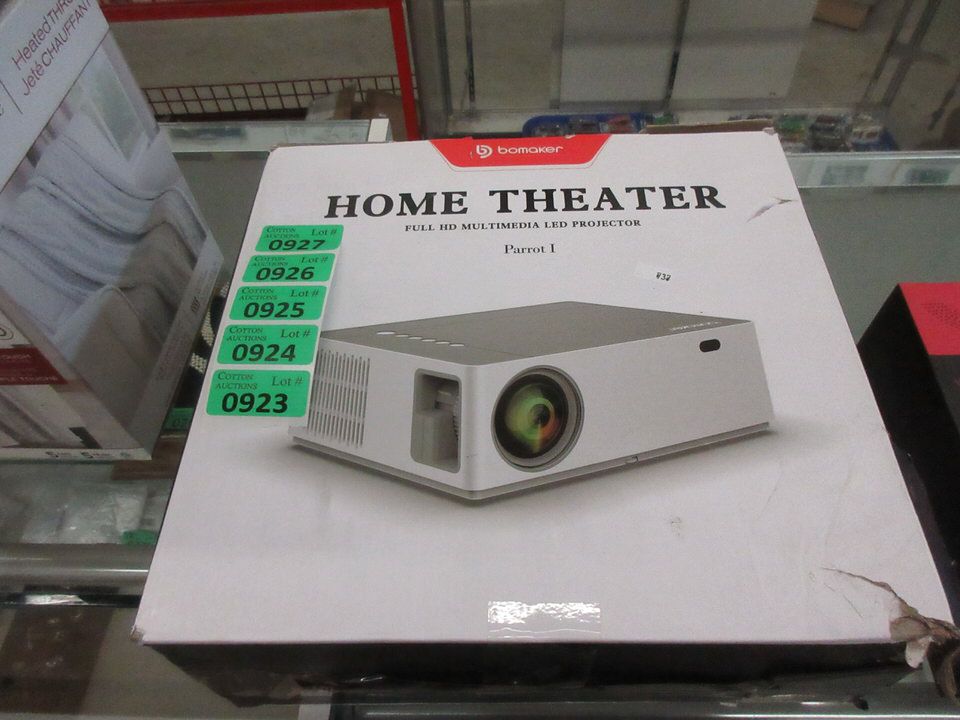 Heated THRO
Jeté CHAUFFANT
bomaker
HOME THEATER
FULL HD MULTIMEDIA LED PROJECTOR
Parrot I
COTTON AUCTIONS Lot #
0927
COTTON AUCTIONS Lot #
0926
COTTON AUCTIONS Lot #
0925
COTTON AUCTIONS Lot #
0924
COTTON AUCTIONS Lot #
0923